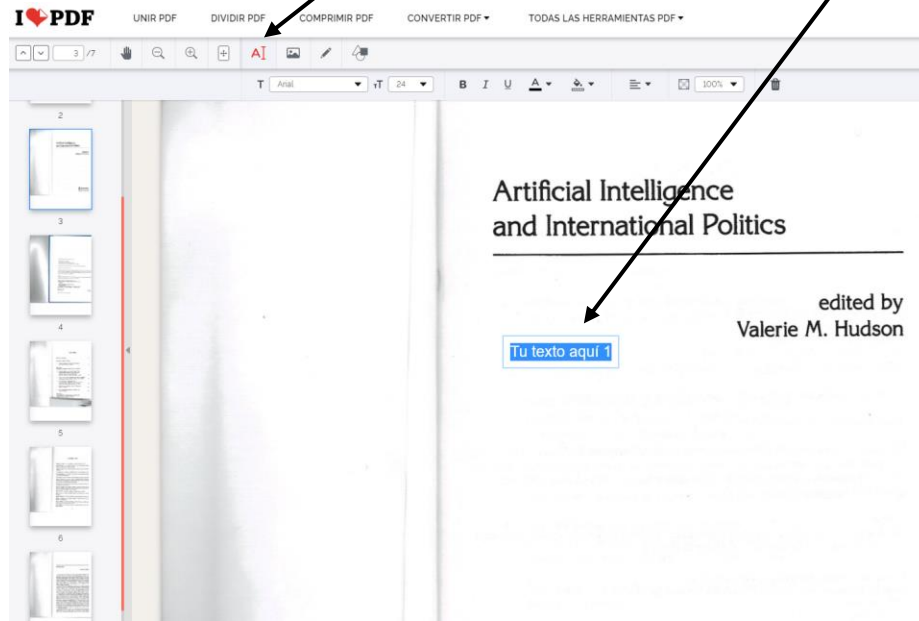 I PDF
UNIR PDF DIVIDIR PDF COMPRIMIR PDF CONVERTIR PDF TODAS LAS HERRAMIENTAS PDF
3 /7 A
T Arial T 24 B I U A 100%
2
3
4
5
6
Artificial Intelligence
and International Politics
edited by
Valerie M. Hudson
Tu texto aquí 1